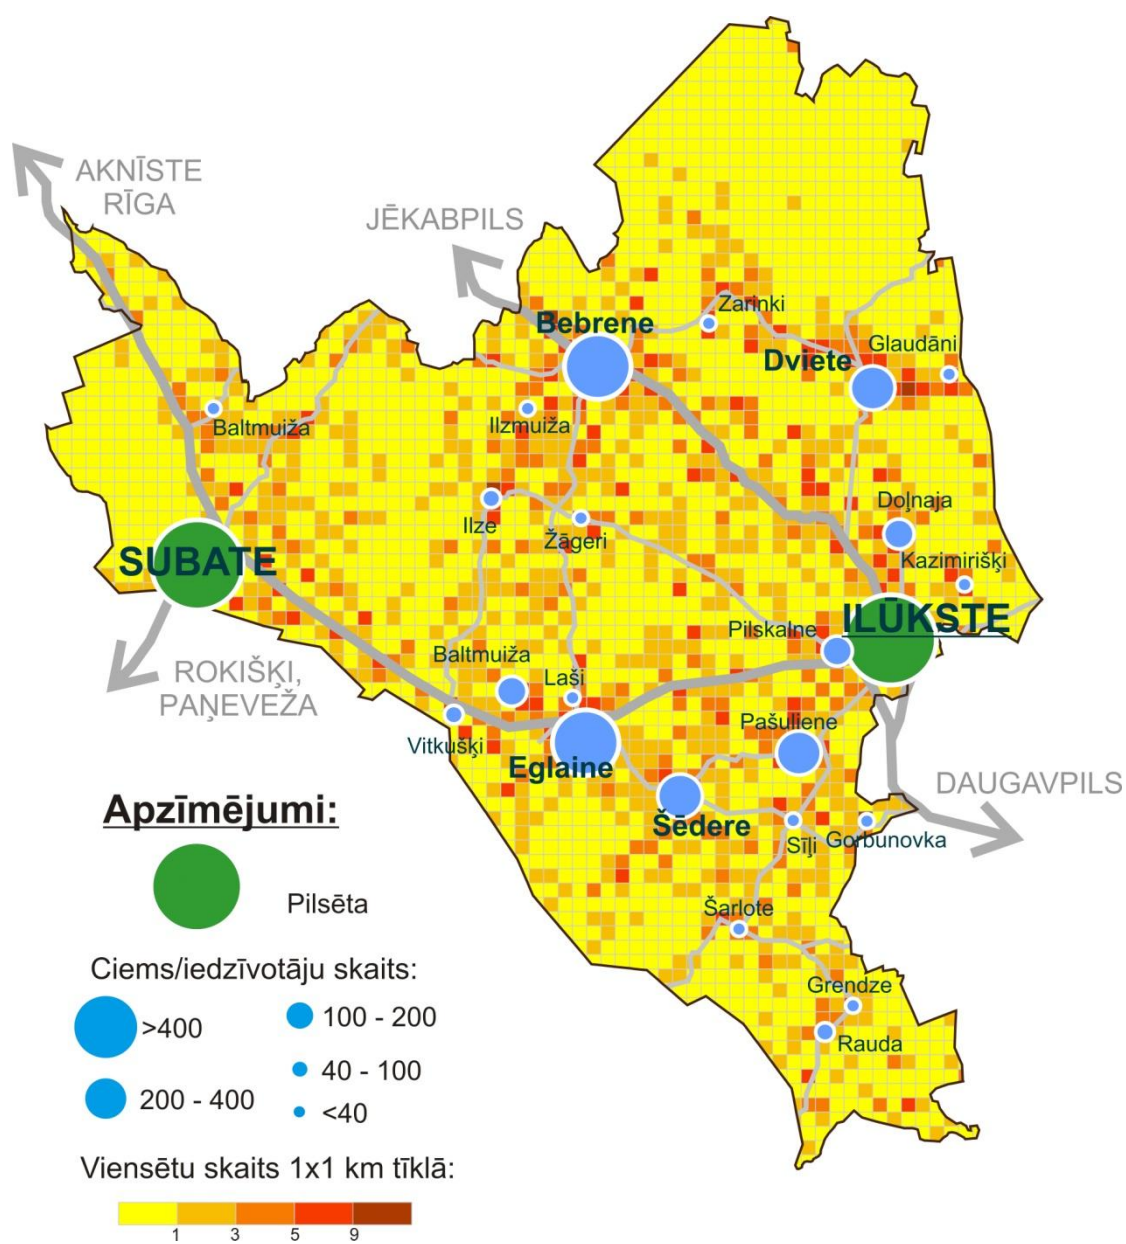 AKNĪSTE
RĪGA
JĒKABPILS
Zarinki
Bebrene
Glaudāni
Dviete
Baltmuiža
Ilzmuiža
Ilze
Žāgeri
Doļnaja
Kazimirišķi
SUBATE
ILŪKSTE
Pilskalne
Baltmuiža
Laši
ROKIŠĶI,
PAŅEVEŽA
Vitkušķi
Pašuliene
Eglaine
DAUGAVPILS
Šēdere
Sīļi
Gorbunovka
Šarlote
Grendze
Rauda
Apzīmējumi:
Pilsēta
Ciems/iedzīvotāju skaits:
>400
100 - 200
200 - 400
40 - 100
<40
Viensētu skaits 1x1 km tīklā:
1 3 5 9